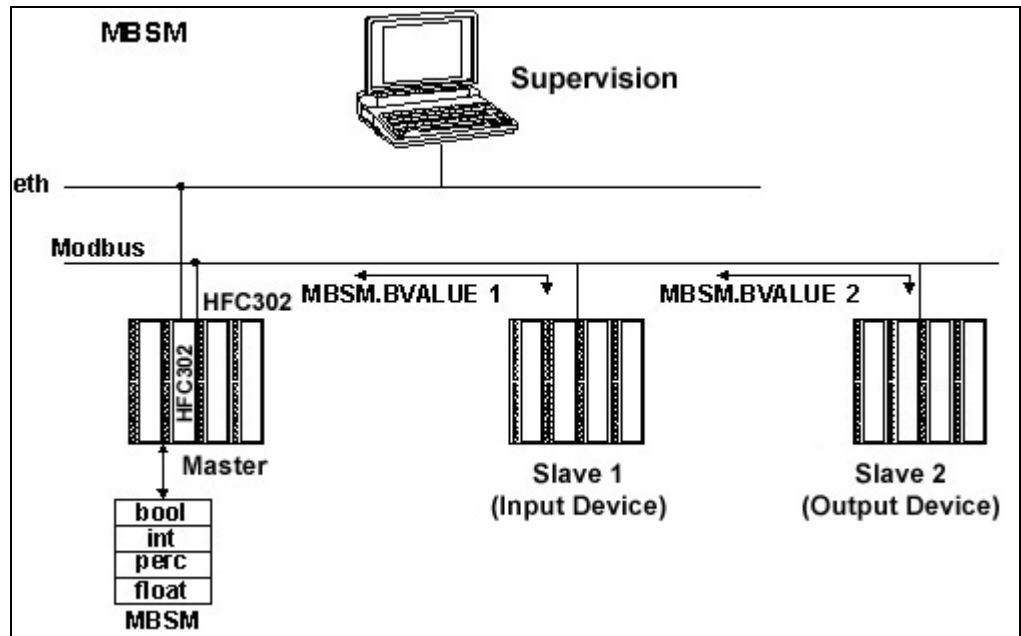 MBSM
Supervision
eth
Modbus
HFC302
MBSM.BVALUE 1
MBSM.BVALUE 2
HFC302
Master
Slave 1
(Input Device)
Slave 2
(Output Device)
bool
int
perc
float
MBSM